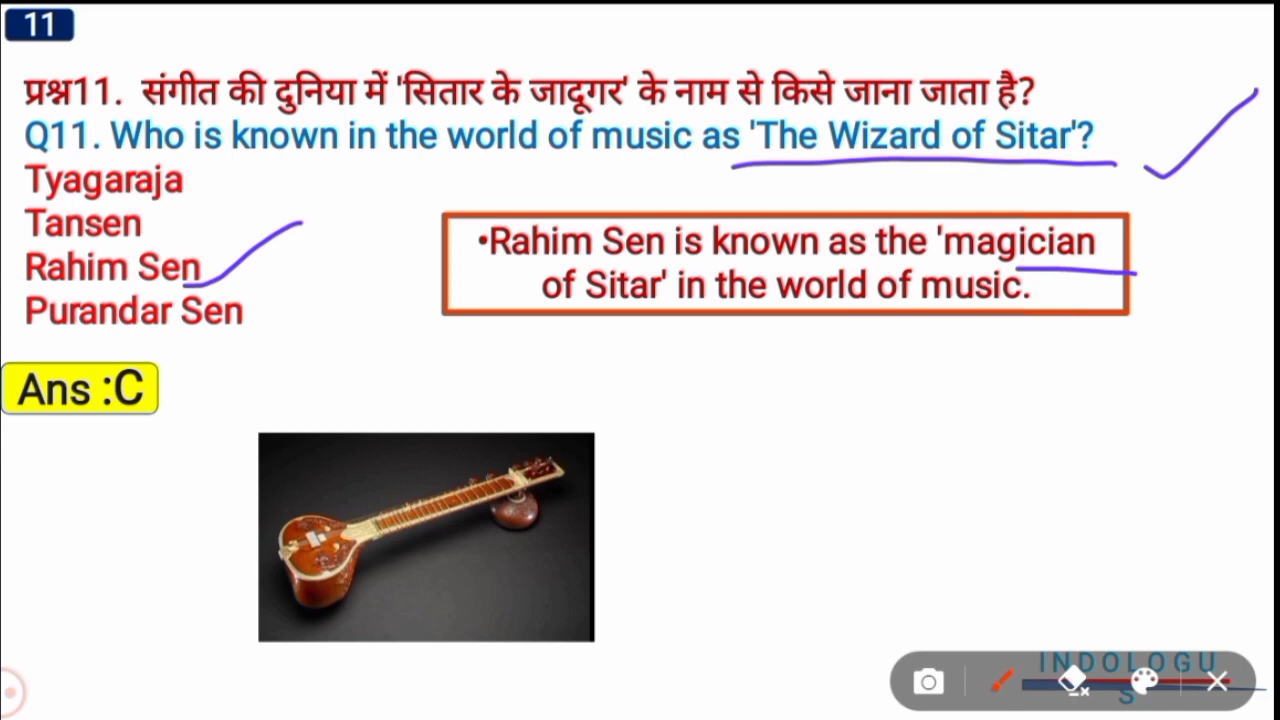 11
प्रश्न11. संगीत की दुनिया में 'सितार के जादूगर' के नाम से किसे जाना जाता है?
Q11. Who is known in the world of music as 'The Wizard of Sitar'?
Tyagaraja
Tansen
Rahim Sen
Purandar Sen
•Rahim Sen is known as the 'magician
of Sitar' in the world of music.
Ans :C
INDOLOGU
S